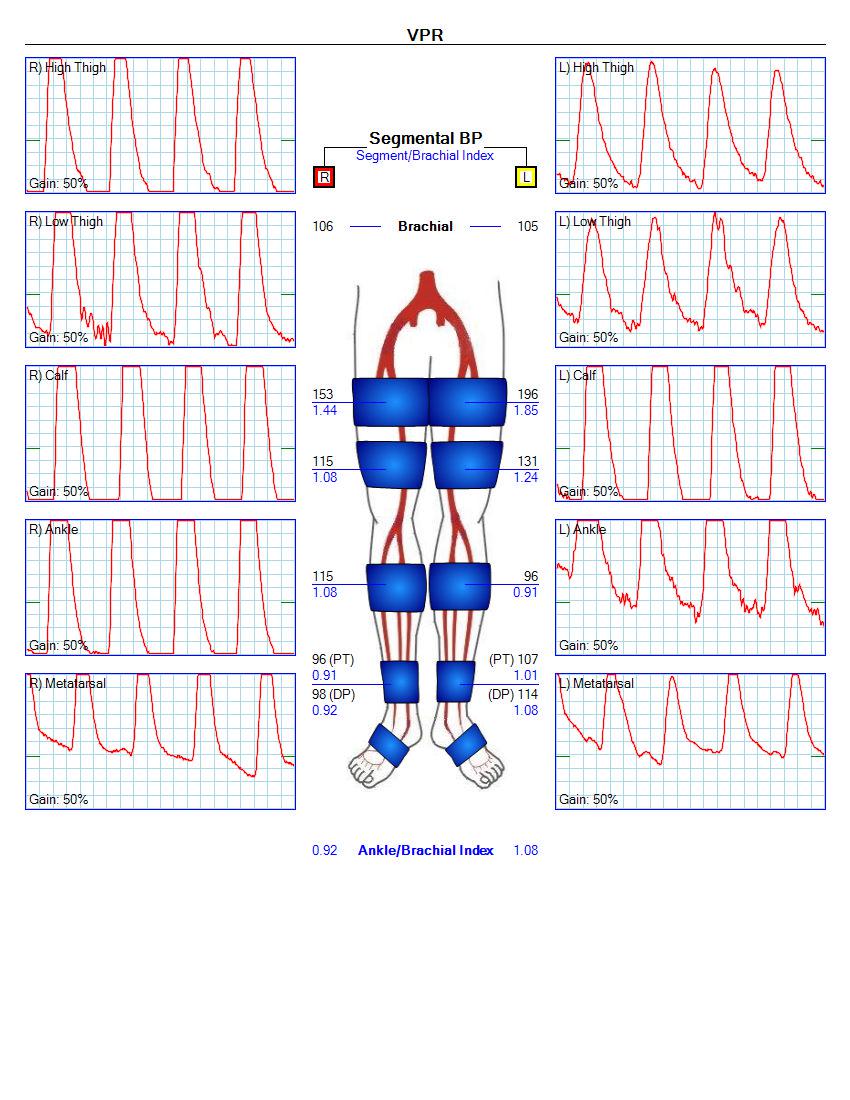 VPR
R) High Thigh
Gain: 50%
L) High Thigh
Gain: 50%
Segmental BP
Segment/Brachial Index
R
L
106 Brachial 105
R) Low Thigh
Gain: 50%
L) Low Thigh
Gain: 50%
R) Calf
Gain: 50%
L) Calf
Gain: 50%
153 196
1.44 1.85
115 131
1.08 1.24
R) Ankle
Gain: 50%
L) Ankle
Gain: 50%
115 96
1.08 0.91
96 (PT) (PT) 107
0.91 1.01
98 (DP) (DP) 114
0.92 1.08
R) Metatarsal
Gain: 50%
L) Metatarsal
Gain: 50%
0.92 Ankle/Brachial Index 1.08